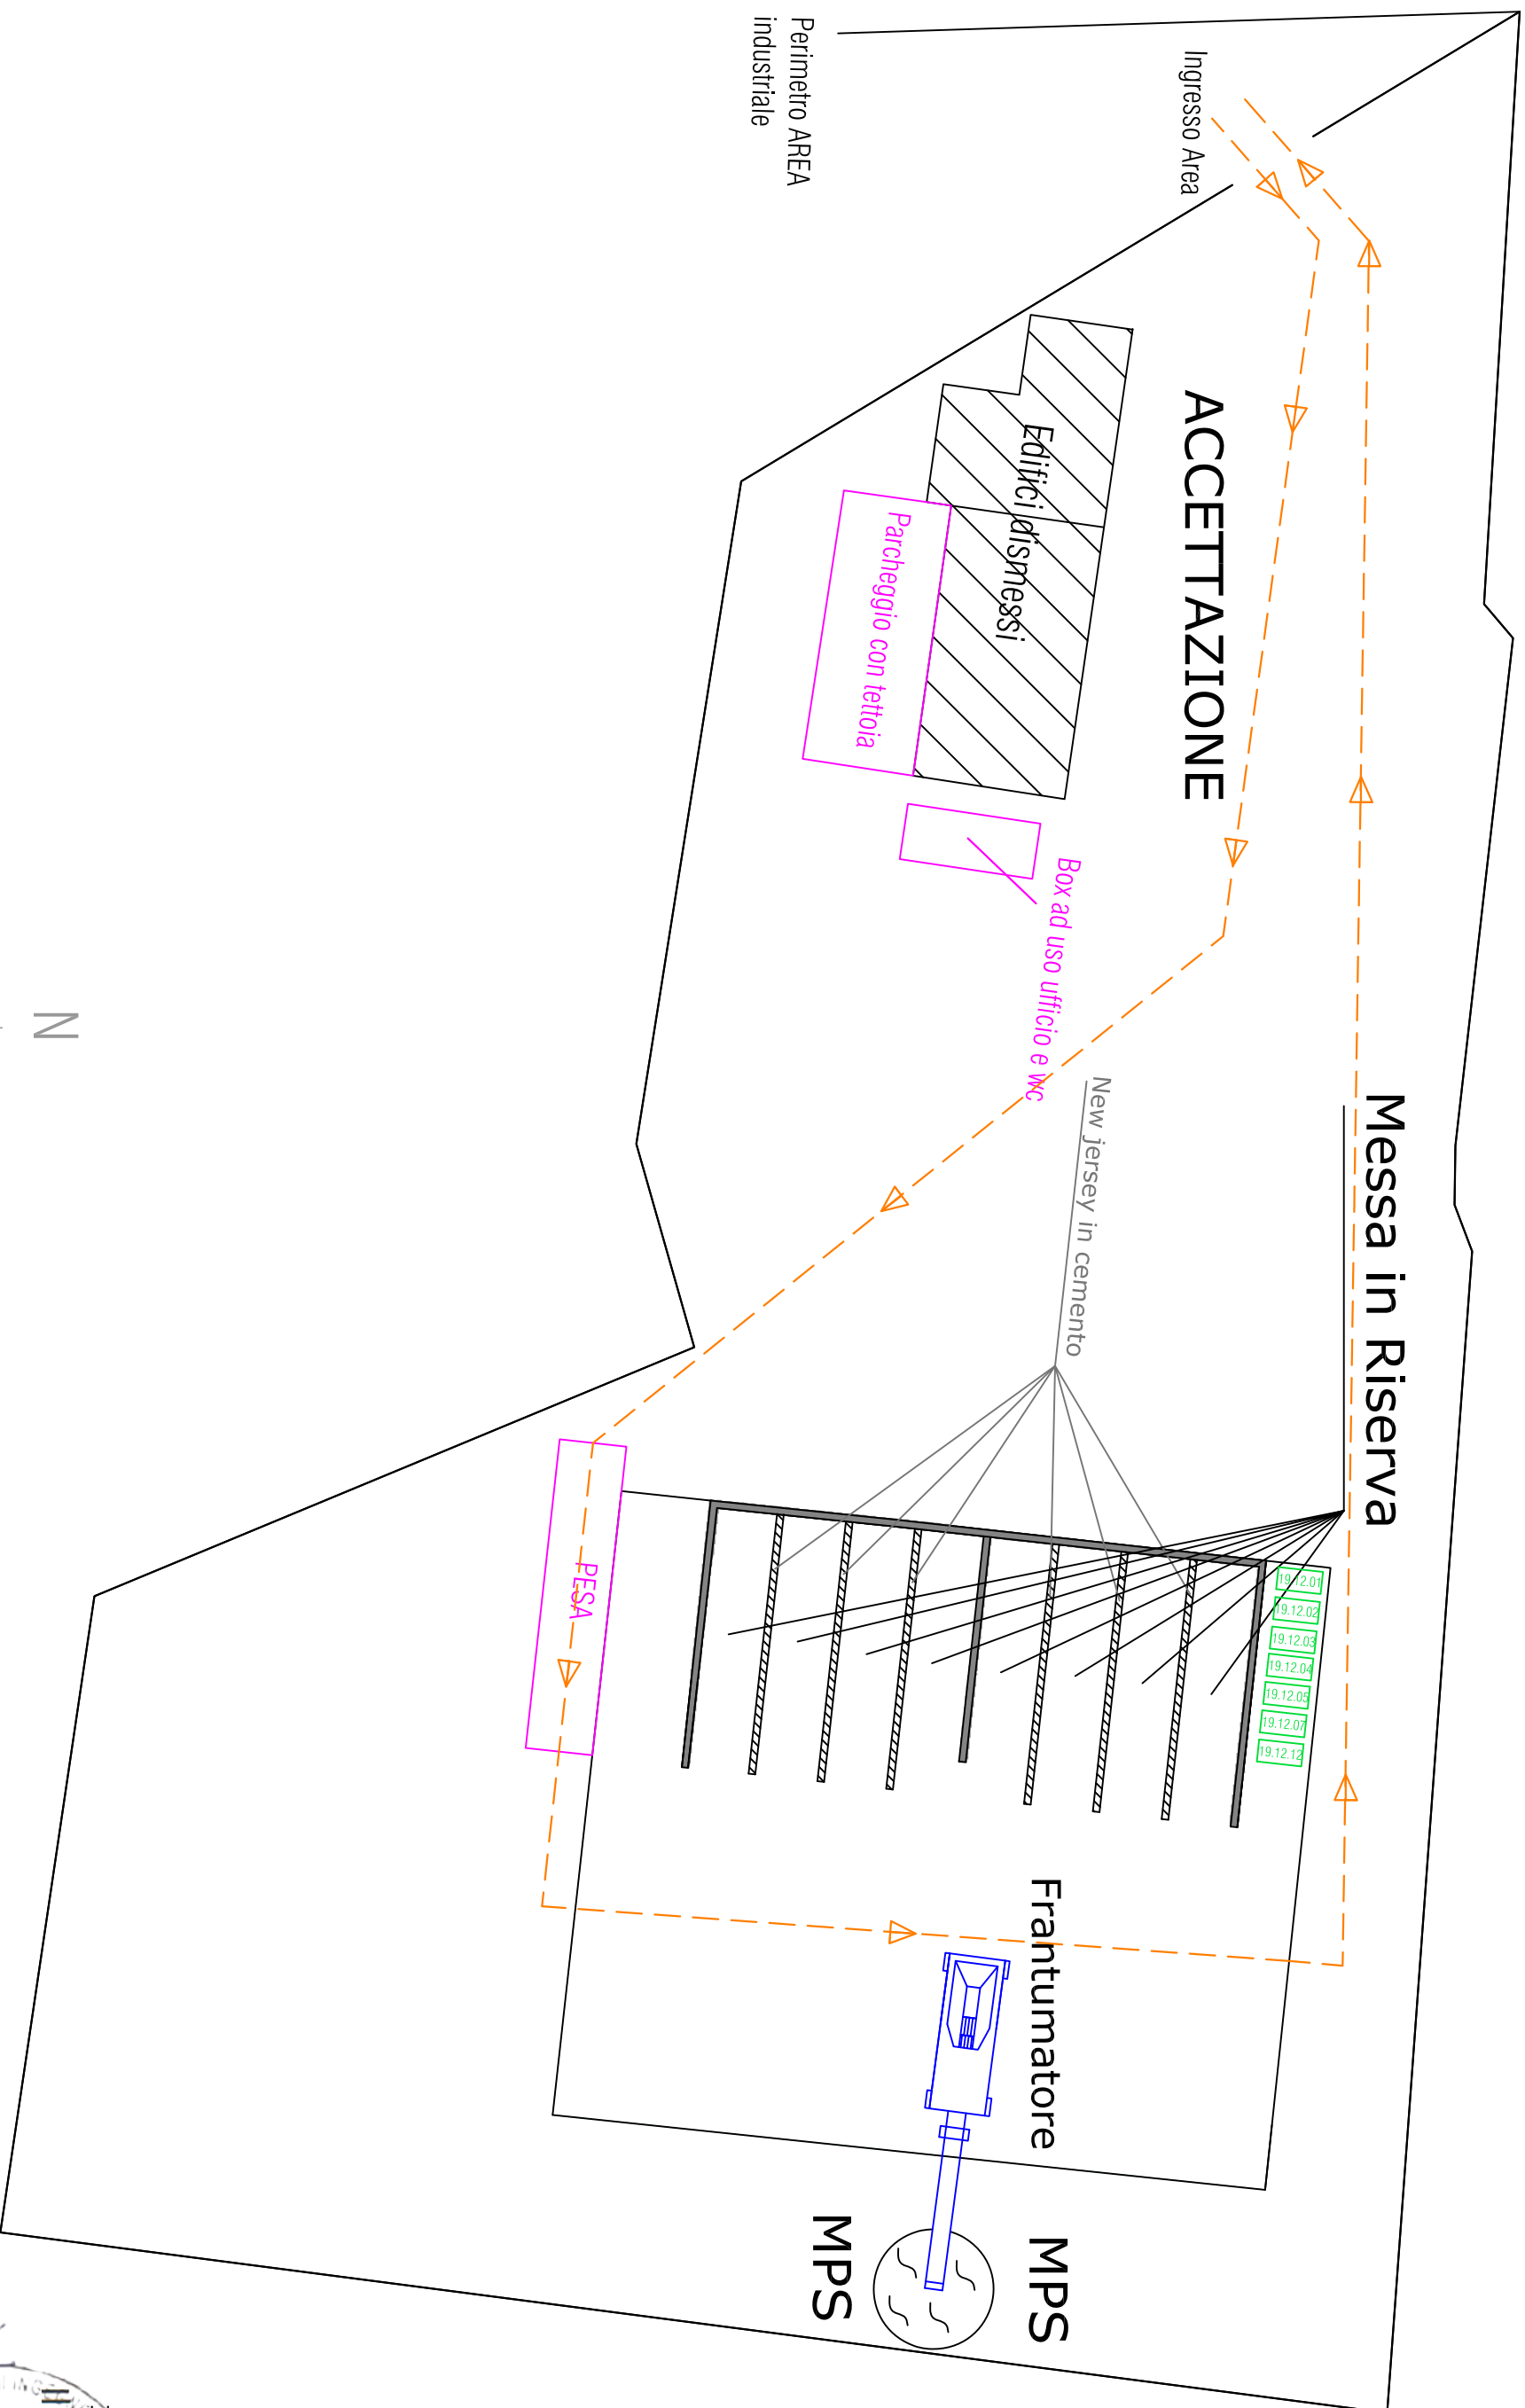 Perimetro AREA
industriale
Ingresso Area
ACCETTAZIONE
Edifici dismessi
Parcheggio con tettoia
Box ad uso ufficio e wc
N
New jersey in cemento
Messa in Riserva
PESA
19.12.01
19.12.02
19.12.03
19.12.04
19.12.05
19.12.07
19.12.12
Frantumatore
MPS
MPS